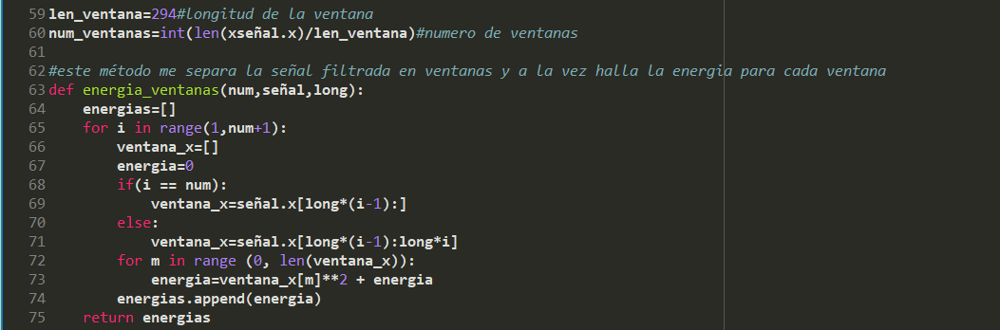 59 len_ventana=294#longitud de la ventana
60 num_ventanas=int(len(xseñal.x)/len_ventana)#numero de ventanas
61
62 #este método me separa la señal filtrada en ventanas y a la vez halla la energia para cada ventana
63 def energia_ventanas(num,señal,long):
64     energias=[]
65     for i in range(1,num+1):
66         ventana_x=[]
67         energia=0
68         if(i == num):
69             ventana_x=señal.x[long*(i-1):]
70         else:
71             ventana_x=señal.x[long*(i-1):long*i]
72         for m in range (0, len(ventana_x)):
73             energia=ventana_x[m]**2 + energia
74         energias.append(energia)
75     return energias